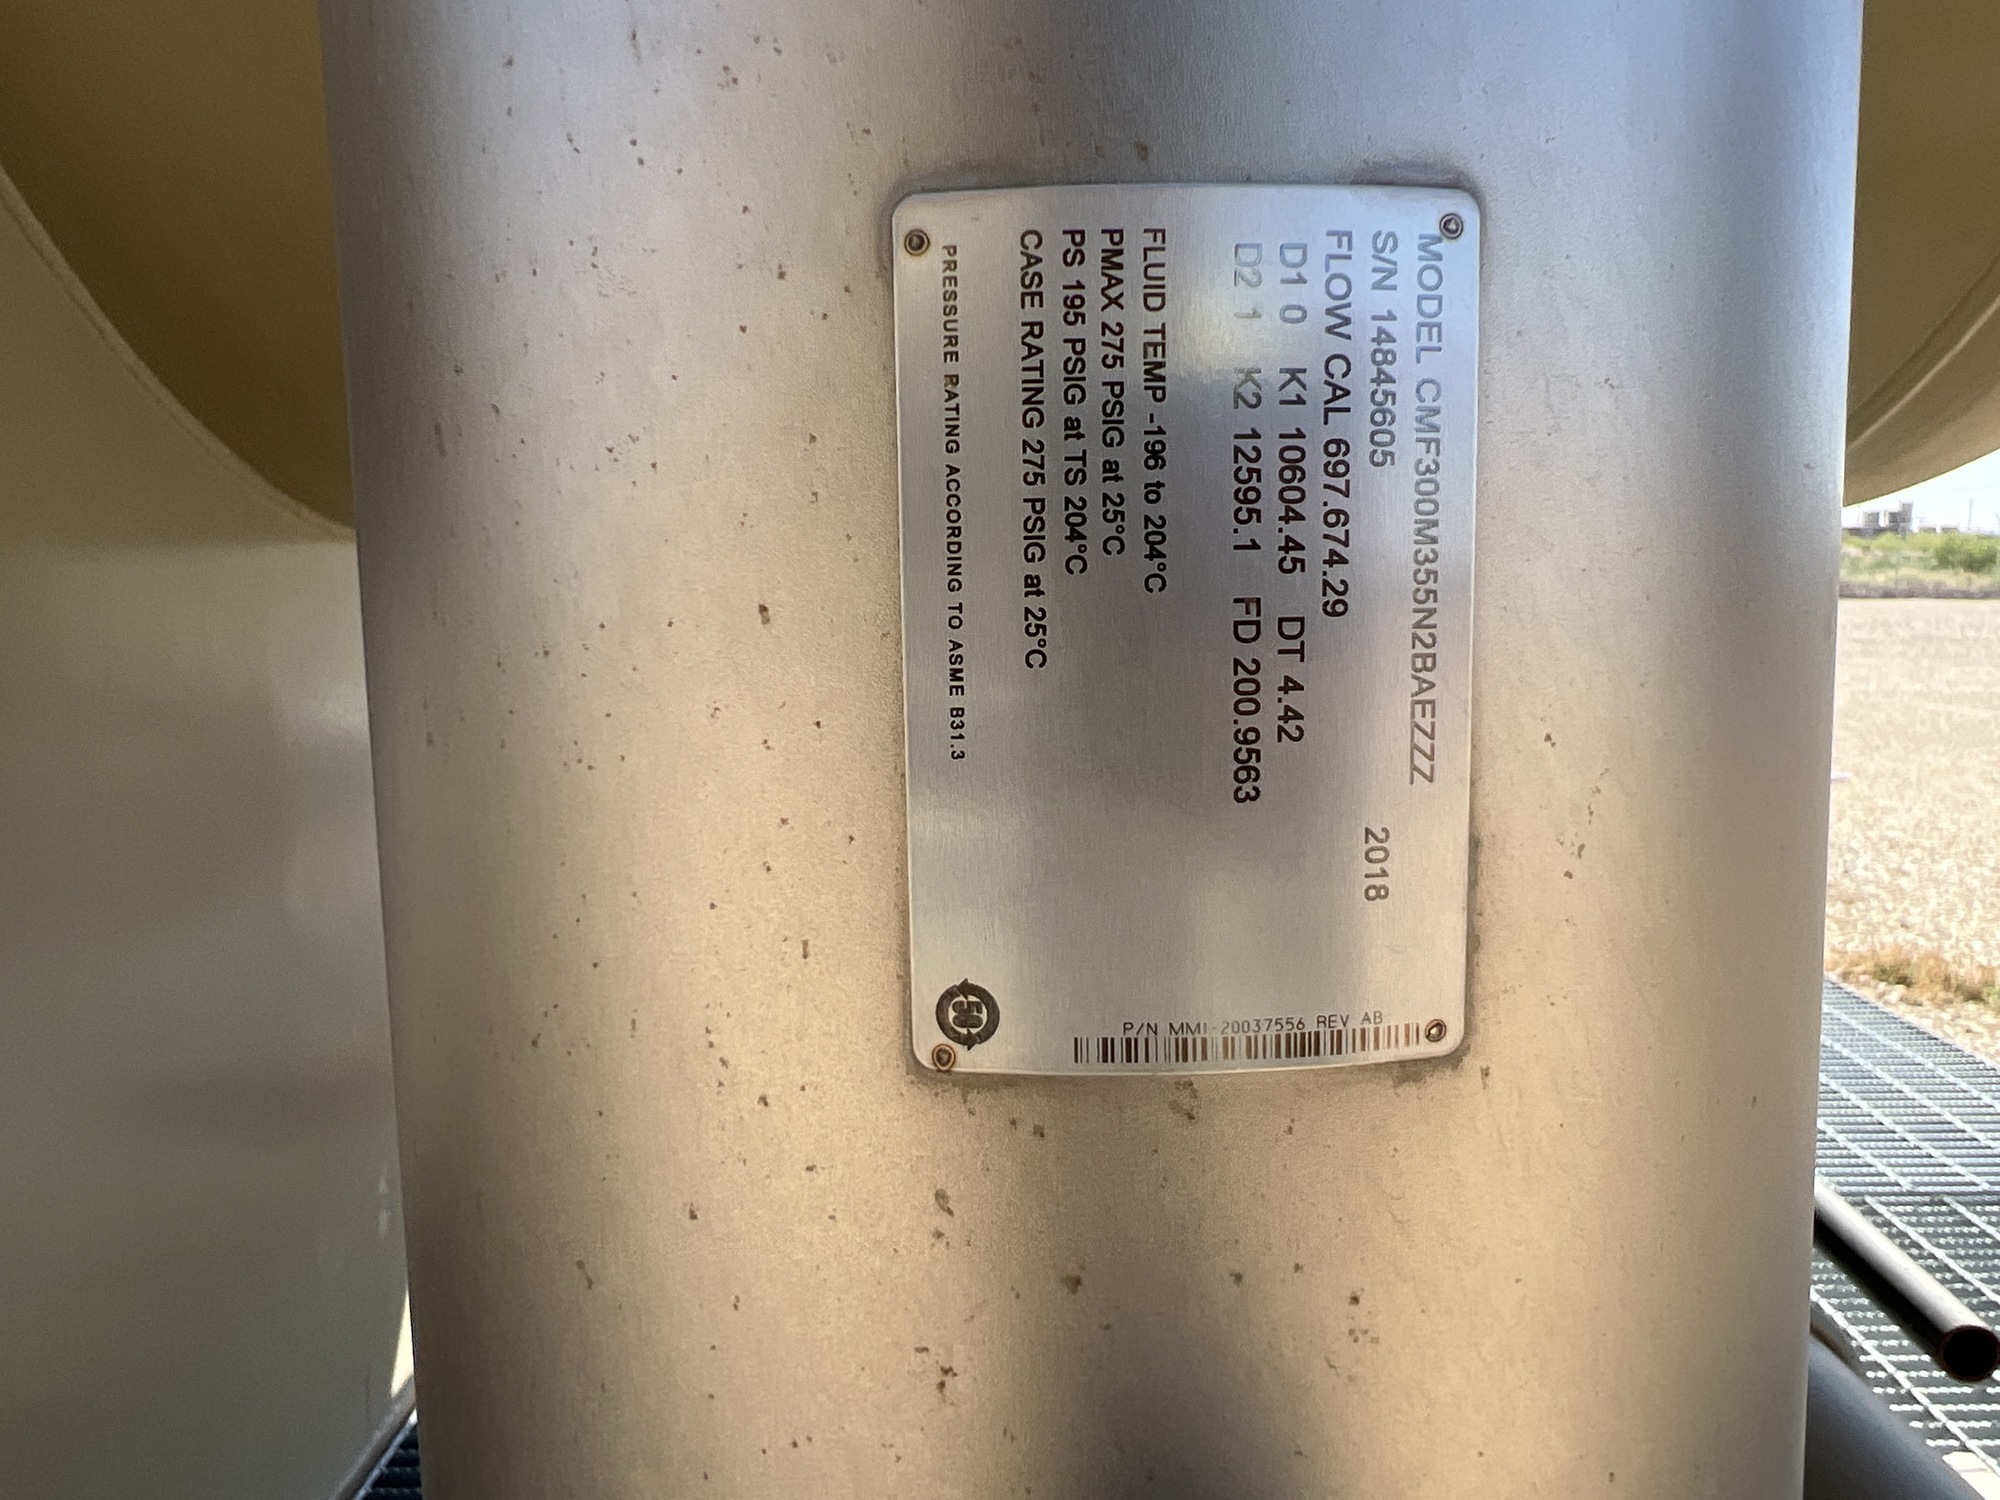 MODEL CMF300M355N2BAEZZZ
S/N 14845605 2018
FLOW CAL 697.674.29
D1 0 K1 10604.45 DT 4.42
D2 1 K2 12595.1 FD 200.9563
FLUID TEMP -196 to 204°C
PMAX 275 PSIG at 25°C
PS 195 PSIG at TS 204°C
CASE RATING 275 PSIG at 25°C
PRESSURE RATING ACCORDING TO ASME B31.3
50
P/N MMI-20037556 REV AB